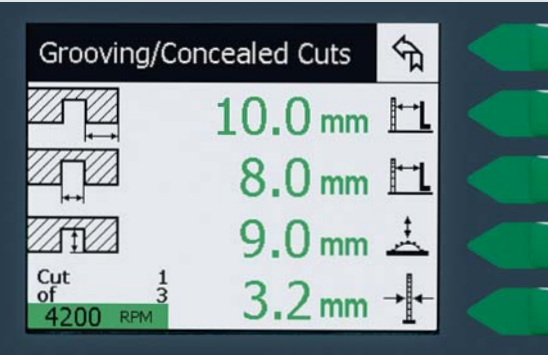 Grooving/Concealed Cuts
10.0 mm
8.0 mm
9.0 mm
Cut 1
of 3
3.2 mm
4200 RPM